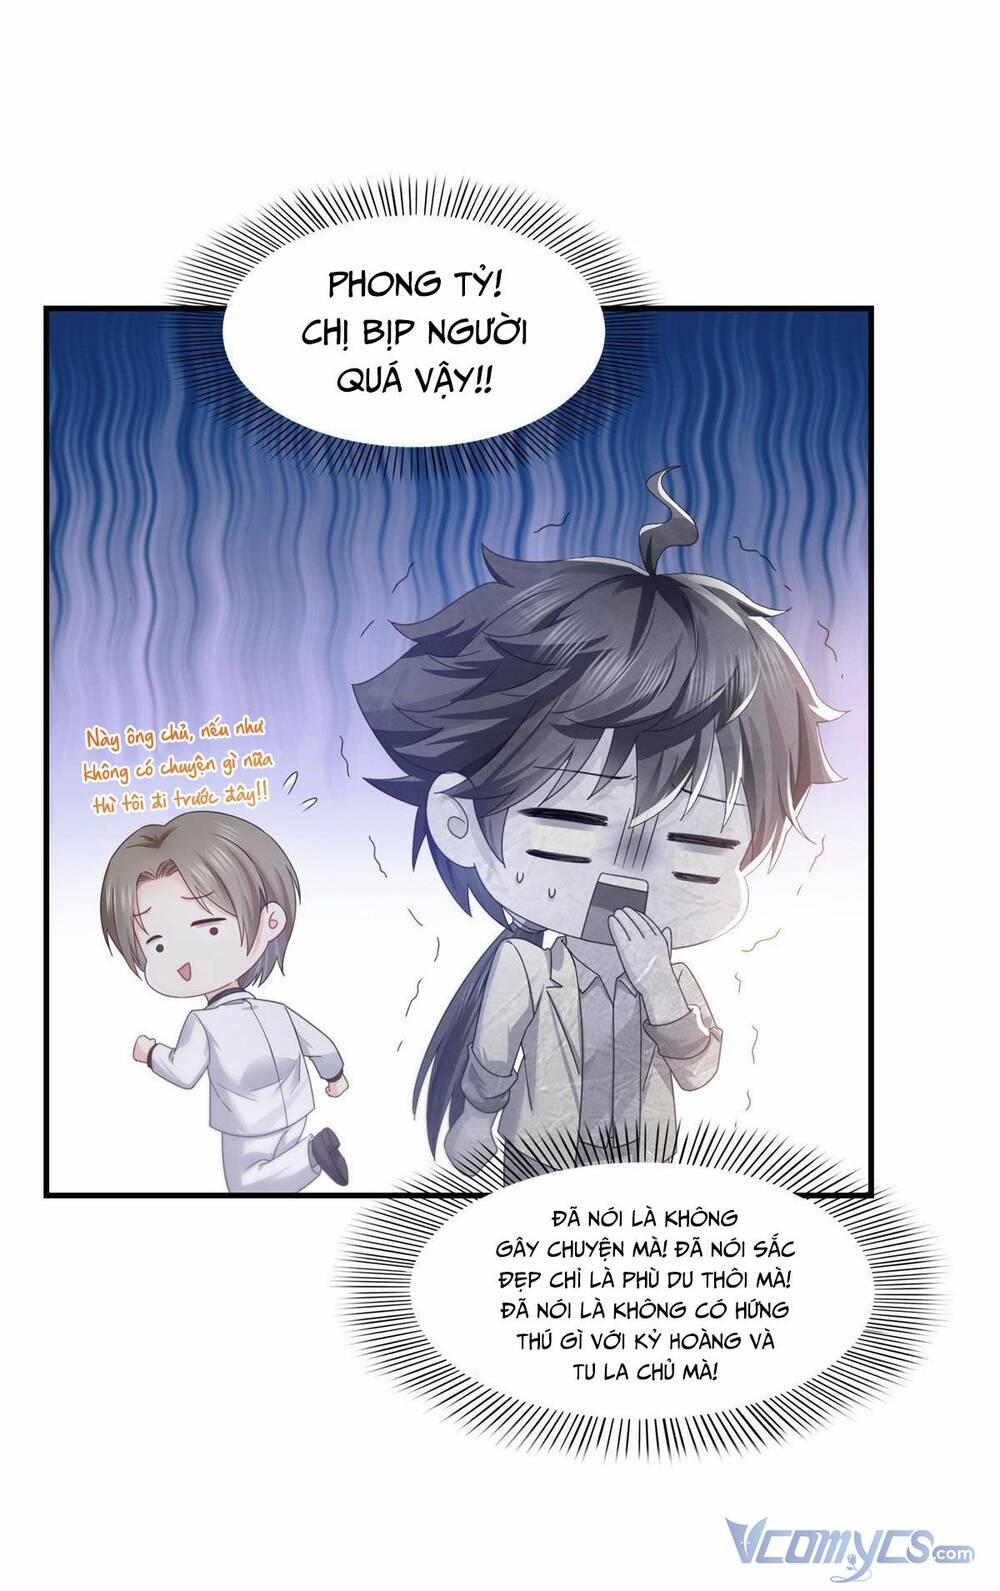 PHONG TỶ!
CHỊ BỊP NGƯỜI
QUÁ VẬY!!
Này ông chủ, nếu như
không có chuyện gì nữa
thì tôi đi trước đây!!
ĐÃ NÓI LÀ KHÔNG
GÂY CHUYỆN MÀ! ĐÃ NÓI SẮC
ĐẸP CHỈ LÀ PHÙ DU THÔI MÀ!
ĐÃ NÓI LÀ KHÔNG CÓ HỨNG
THÚ GÌ VỚI KỶ HOÀNG VÀ
TU LA CHỦ MÀ!
VCOMYCS.com